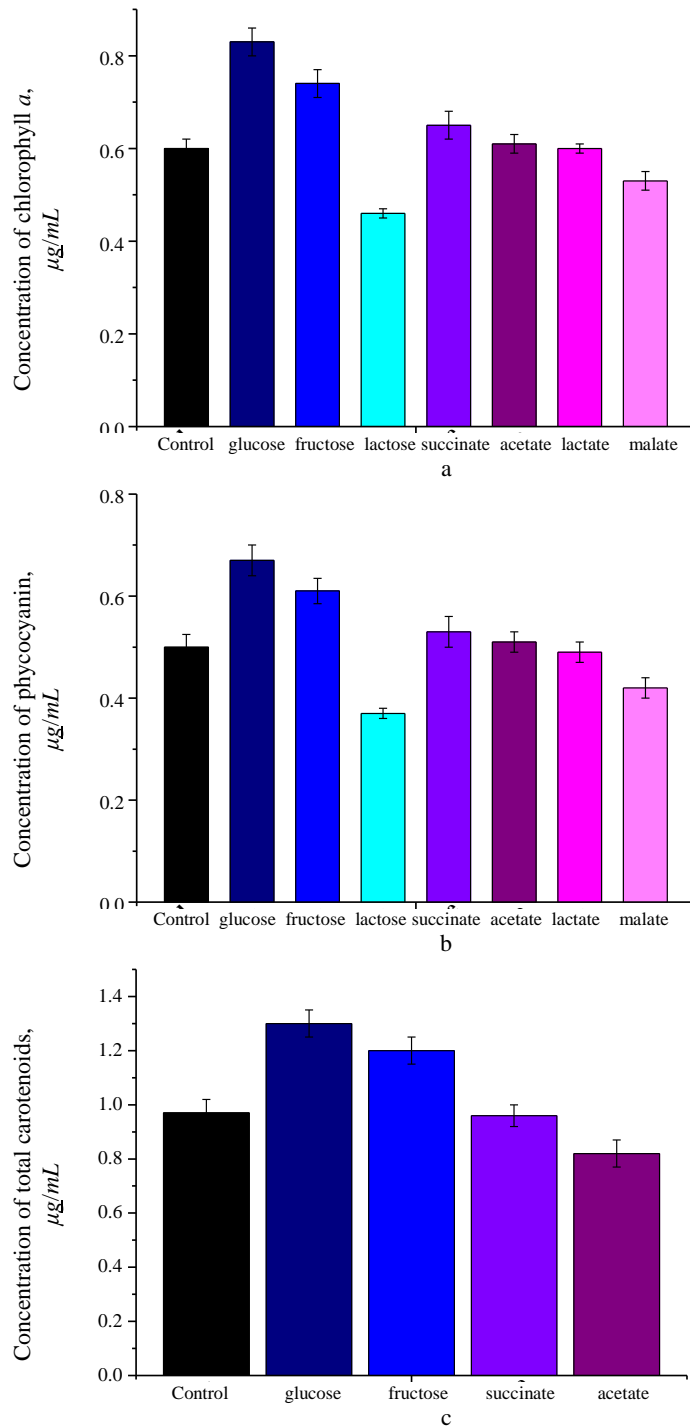 Concentration of chlorophyll a,
µg/mL
0.8
0.6
0.4
0.2
0.0
Control glucose fructose lactose succinate acetate lactate malate
a
Concentration of phycocyanin,
µg/mL
0.8
0.6
0.4
0.2
0.0
Control glucose fructose lactose succinate acetate lactate malate
b
Concentration of total carotenoids,
µg/mL
1.4
1.2
1.0
0.8
0.6
0.4
0.2
0.0
Control glucose fructose succinate acetate
c